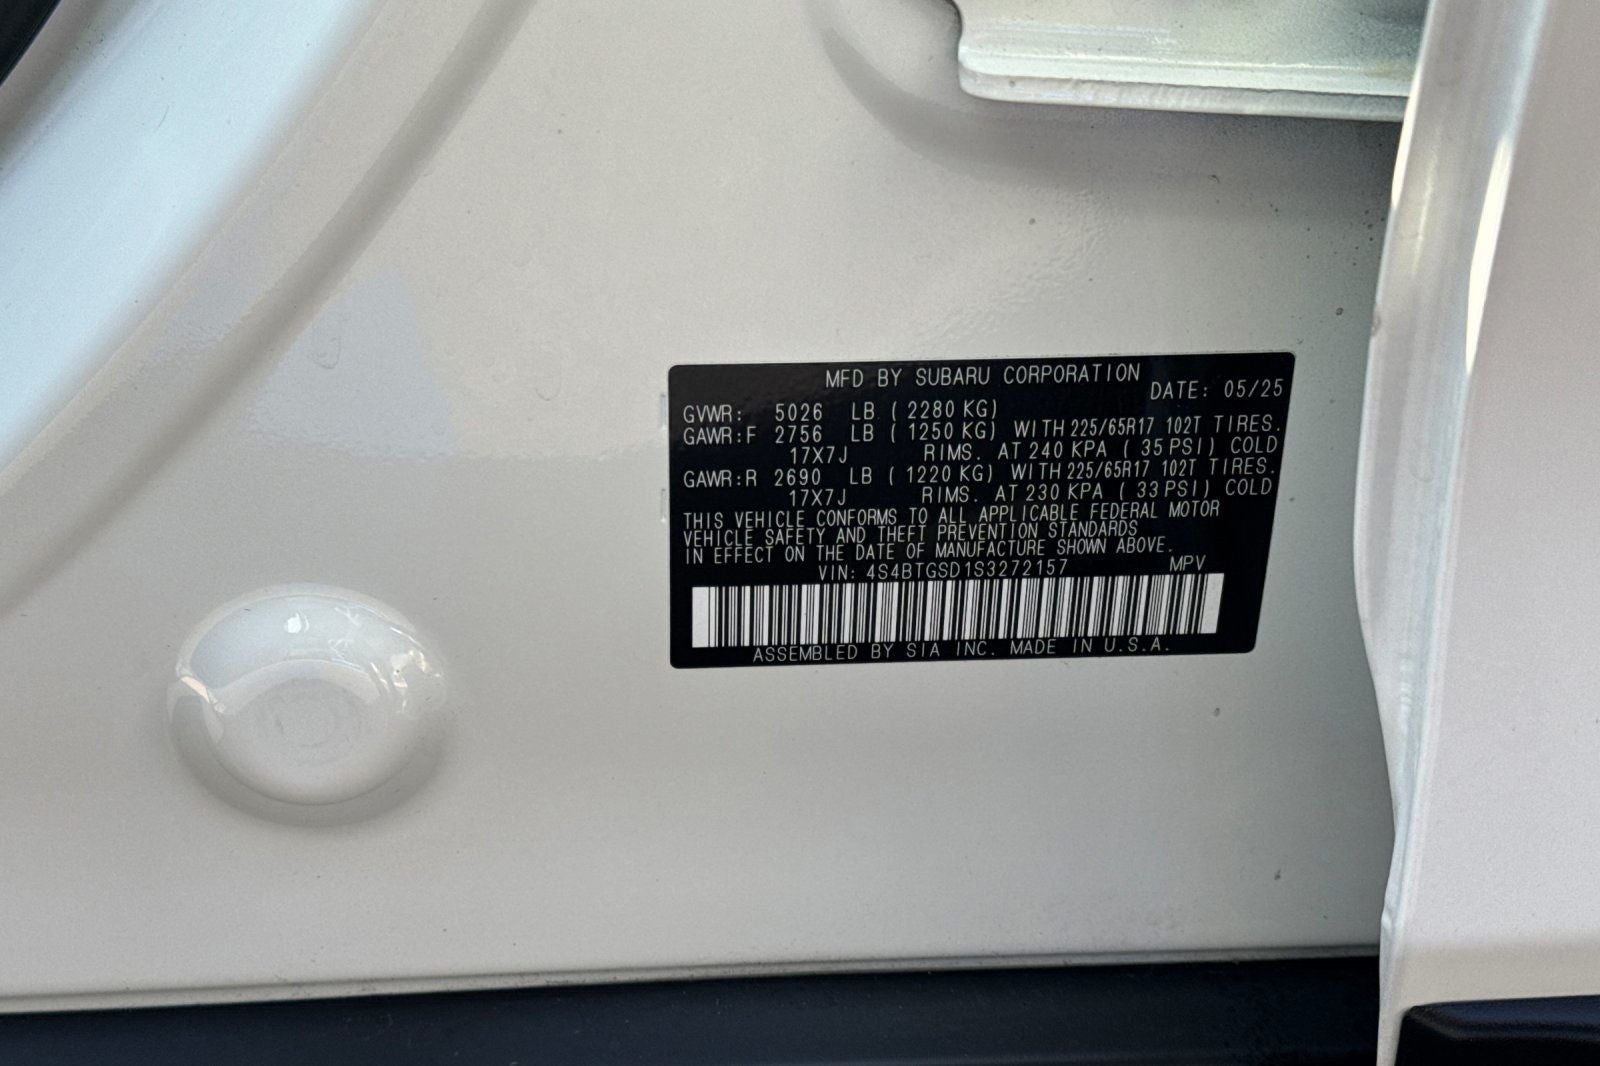 MFD BY SUBARU CORPORATION
DATE: 05/25
GVWR: 5026 LB ( 2280 KG)
GAWR:F 2756 LB ( 1250 KG) WITH 225/65R17 102T TIRES.
17X7J RIMS. AT 240 KPA ( 35 PSI) COLD
GAWR:R 2690 LB ( 1220 KG) WITH 225/65R17 102T TIRES.
17X7J RIMS. AT 230 KPA ( 33 PSI) COLD
THIS VEHICLE CONFORMS TO ALL APPLICABLE FEDERAL MOTOR
VEHICLE SAFETY AND THEFT PREVENTION STANDARDS
IN EFFECT ON THE DATE OF MANUFACTURE SHOWN ABOVE.
VIN: 4S4BTGSD1S3272157 MPV
ASSEMBLED BY SIA INC. MADE IN U.S.A.